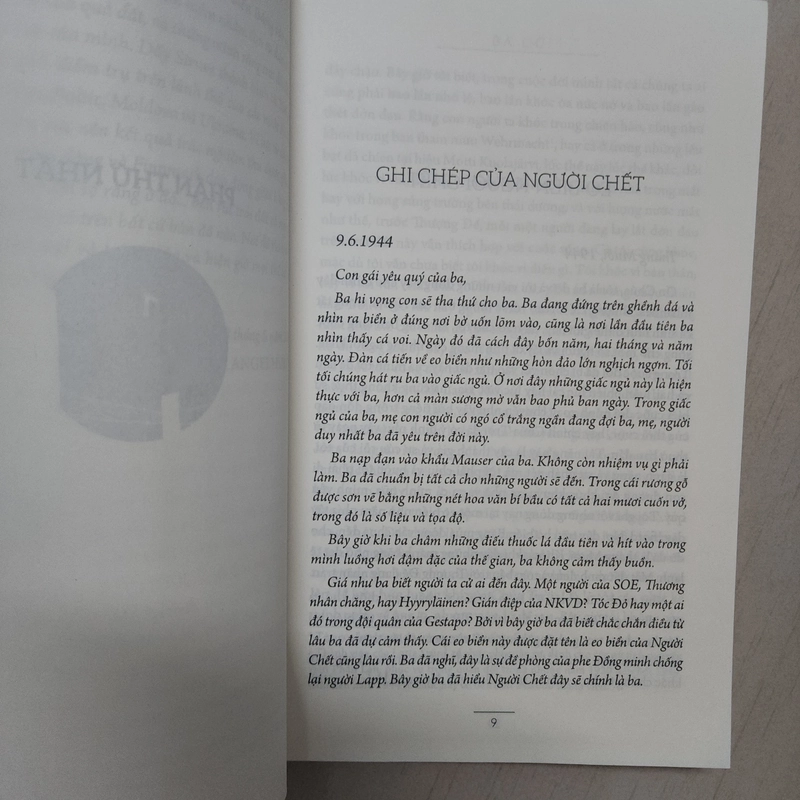 GHI CHÉP CỦA NGƯỜI CHẾT
9.6.1944
Con gái yêu quý của ba,
Ba hi vọng con sẽ tha thứ cho ba. Ba đang đứng trên ghềnh đá và
nhìn ra biển ở đúng nơi bờ uốn lõm vào, cũng là nơi lần đầu tiên ba
nhìn thấy cá voi. Ngày đó đã cách đây bốn năm, hai tháng và năm
ngày. Đàn cá tiến về eo biển như những hòn đảo lớn nghịch ngợm. Tối
tối chúng hát ru ba vào giấc ngủ. Ở nơi đây những giấc ngủ này là hiện
thực với ba, hơn cả màn sương mờ vẫn bao phủ ban ngày. Trong giấc
ngủ của ba, mẹ con người có ngó cổ trắng ngần đang đợi ba, mẹ, người
duy nhất ba đã yêu trên đời này.
Ba nạp đạn vào khẩu Mauser của ba. Không còn nhiệm vụ gì phải
làm. Ba đã chuẩn bị tất cả cho những người sẽ đến. Trong cái rương gỗ
được sơn vẽ bằng những nét hoa văn bí bầu có tất cả hai mươi cuốn vở,
trong đó là số liệu và tọa độ.
Bây giờ khi ba châm những điếu thuốc lá đầu tiên và hít vào trong
mình luồng hơi đậm đặc của thế gian, ba không cảm thấy buồn.
Giá như ba biết người ta cử ai đến đây. Một người của SOE, Thương
nhân chăng, hay Hyyryläinen? Gián điệp của NKVD? Tóc Đỏ hay một ai
đó trong đội quân của Gestapo? Bởi vì bây giờ ba đã biết chắc chắn điều từ
lâu ba đã dự cảm thấy. Cái eo biển này được đặt tên là eo biển của Người
Chết cũng lâu rồi. Ba đã nghĩ, đây là sự đề phòng của phe Đồng minh chống
lại người Lapp. Bây giờ ba đã hiểu Người Chết đây sẽ chính là ba.
9